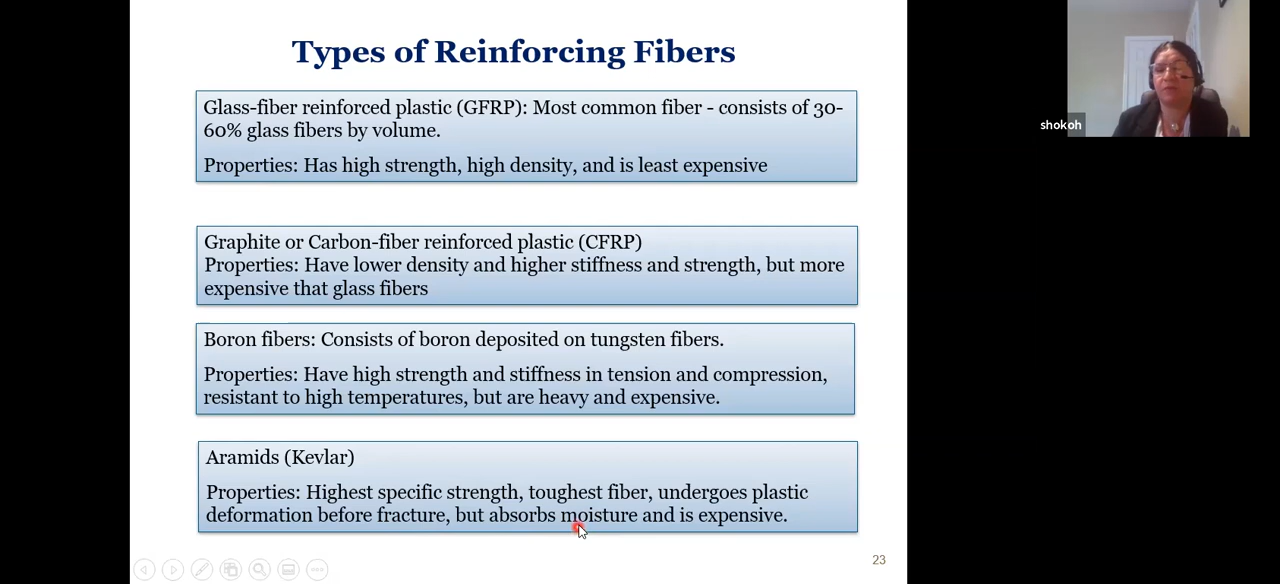 Types of Reinforcing Fibers
Glass-fiber reinforced plastic (GFRP): Most common fiber - consists of 30-
60% glass fibers by volume.
Properties: Has high strength, high density, and is least expensive
Graphite or Carbon-fiber reinforced plastic (CFRP)
Properties: Have lower density and higher stiffness and strength, but more
expensive that glass fibers
Boron fibers: Consists of boron deposited on tungsten fibers.
Properties: Have high strength and stiffness in tension and compression,
resistant to high temperatures, but are heavy and expensive.
Aramids (Kevlar)
Properties: Highest specific strength, toughest fiber, undergoes plastic
deformation before fracture, but absorbs moisture and is expensive.
23
shokoh